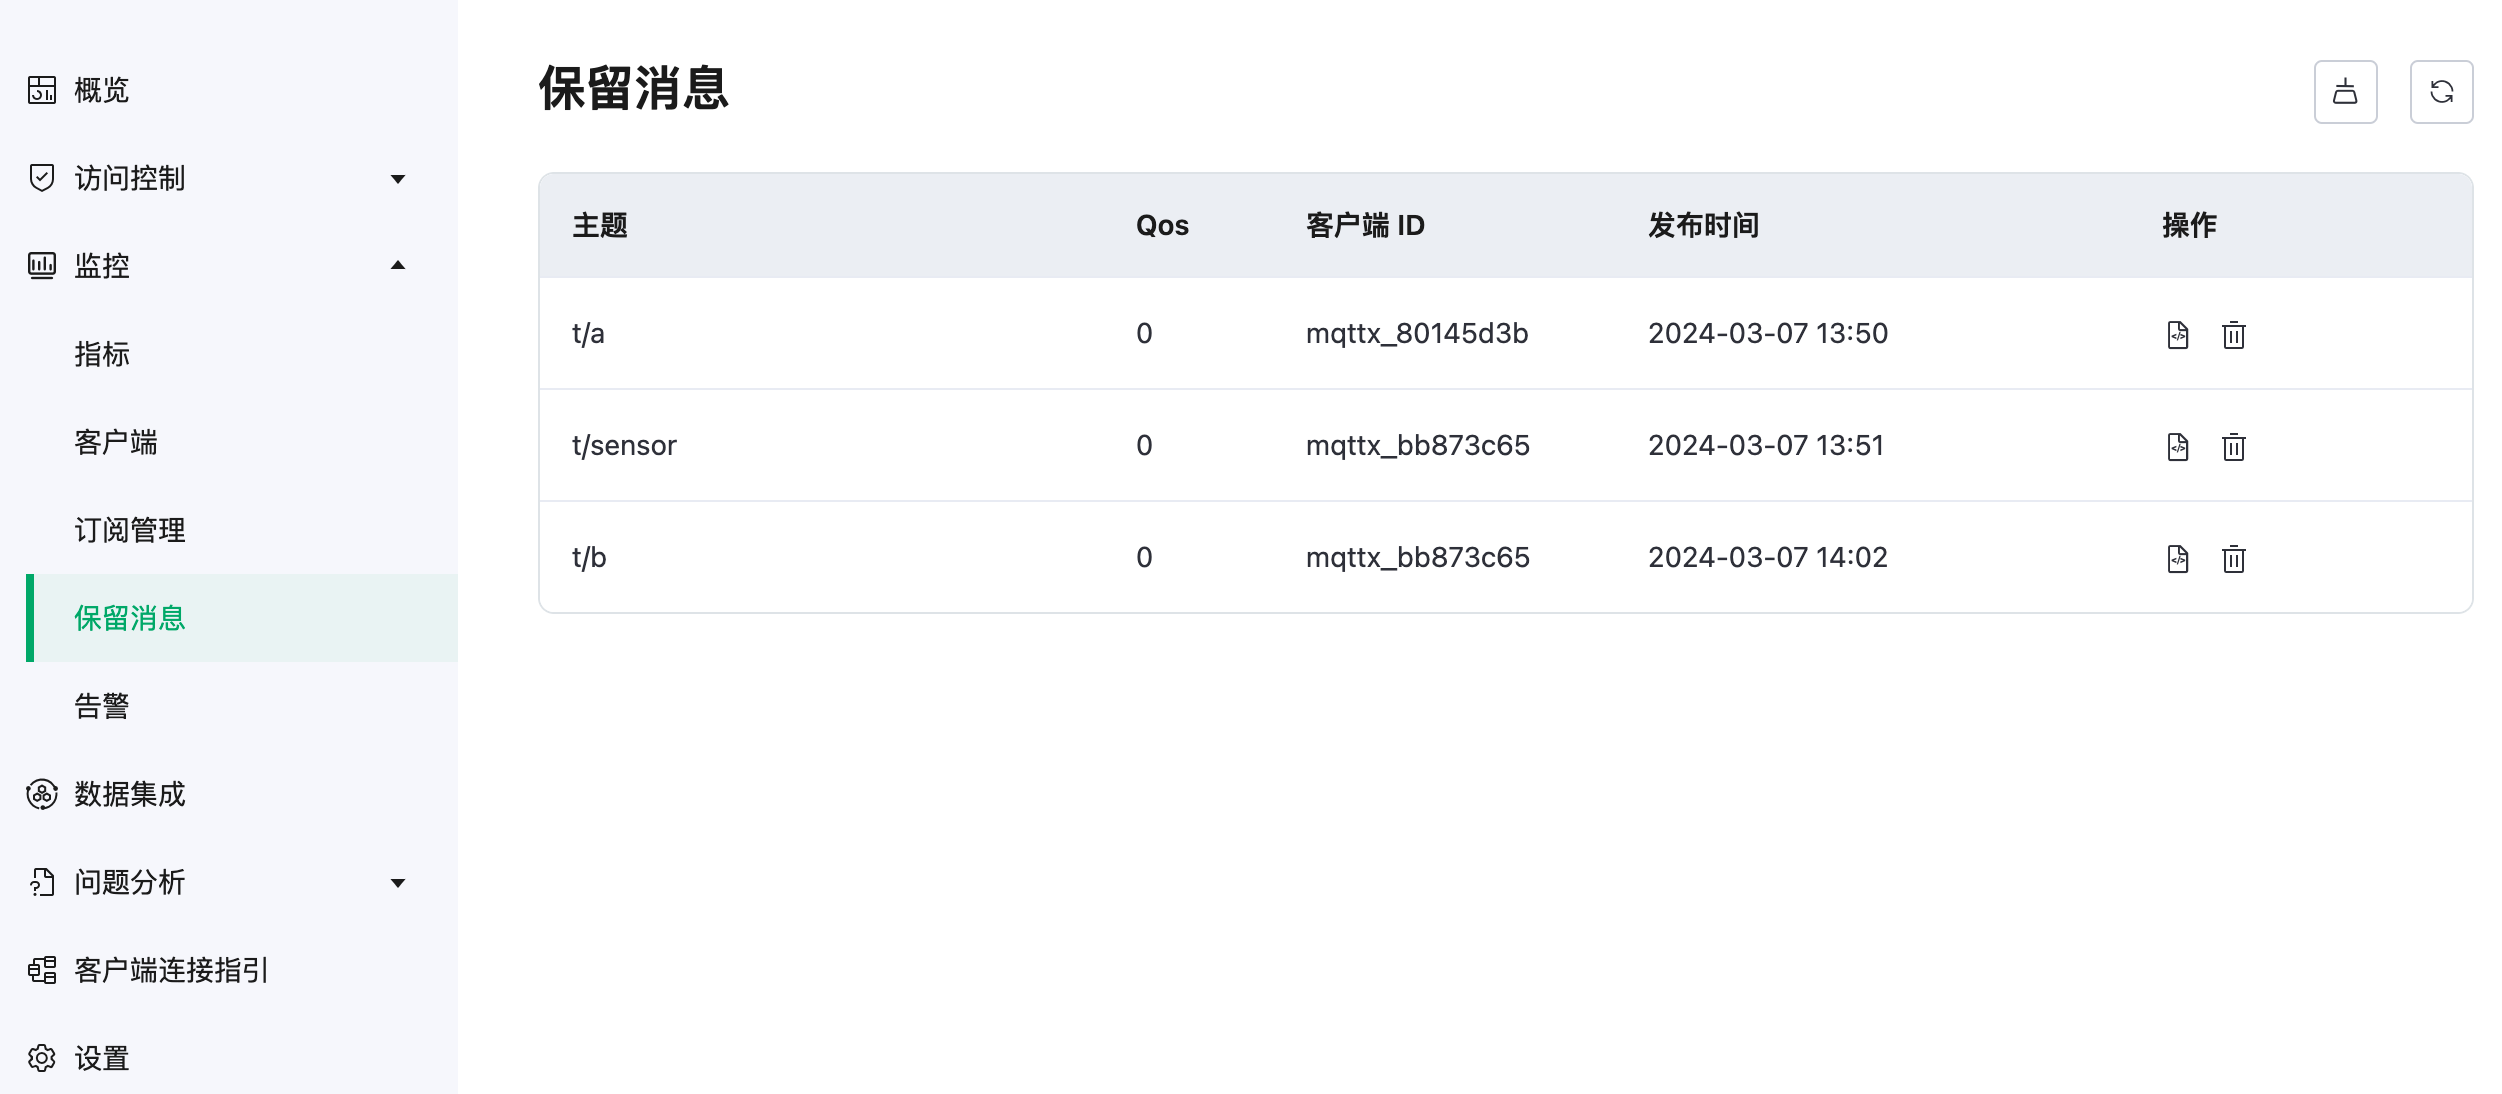 概览
访问控制
监控
指标
客户端
订阅管理
保留消息
告警
数据集成
问题分析
客户端连接指引
设置
保留消息
主题 Qos 客户端 ID 发布时间 操作
t/a 0 mqttx_80145d3b 2024-03-07 13:50
t/sensor 0 mqttx_bb873c65 2024-03-07 13:51
t/b 0 mqttx_bb873c65 2024-03-07 14:02